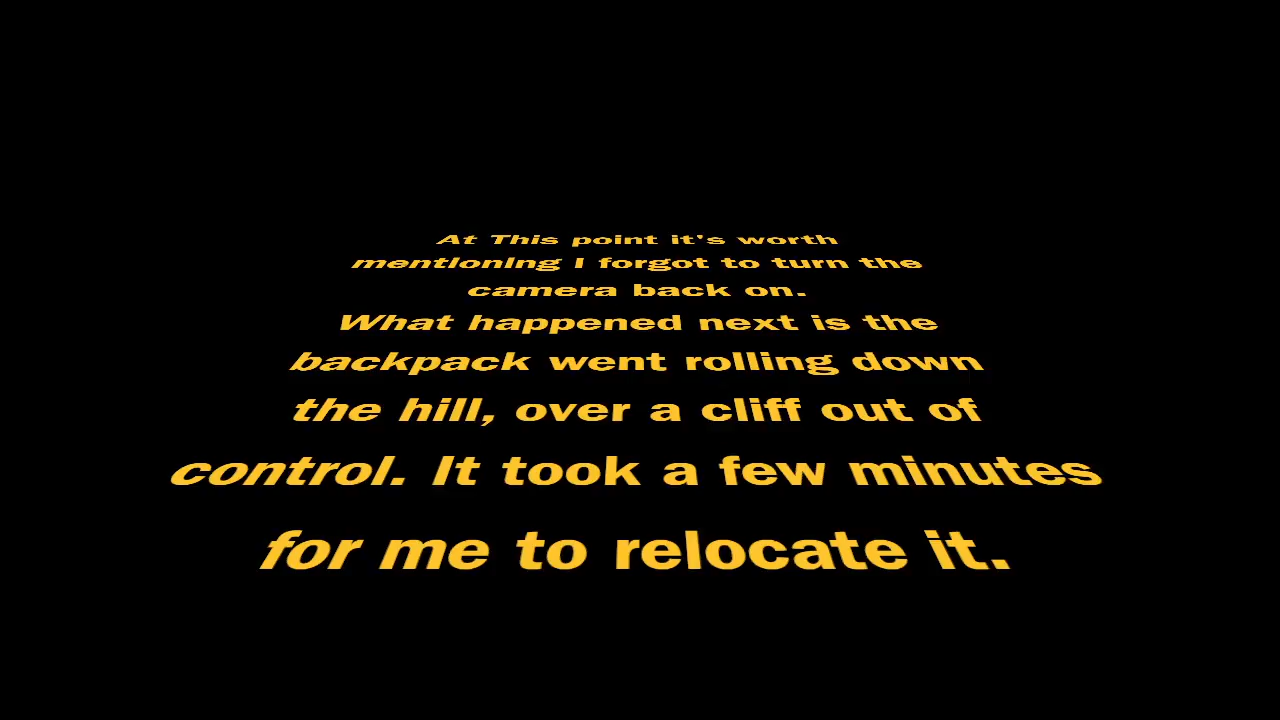 At This point it's worth
mentioning I forgot to turn the
camera back on.
What happened next is the
backpack went rolling down
the hill, over a cliff out of
control. It took a few minutes
for me to relocate it.